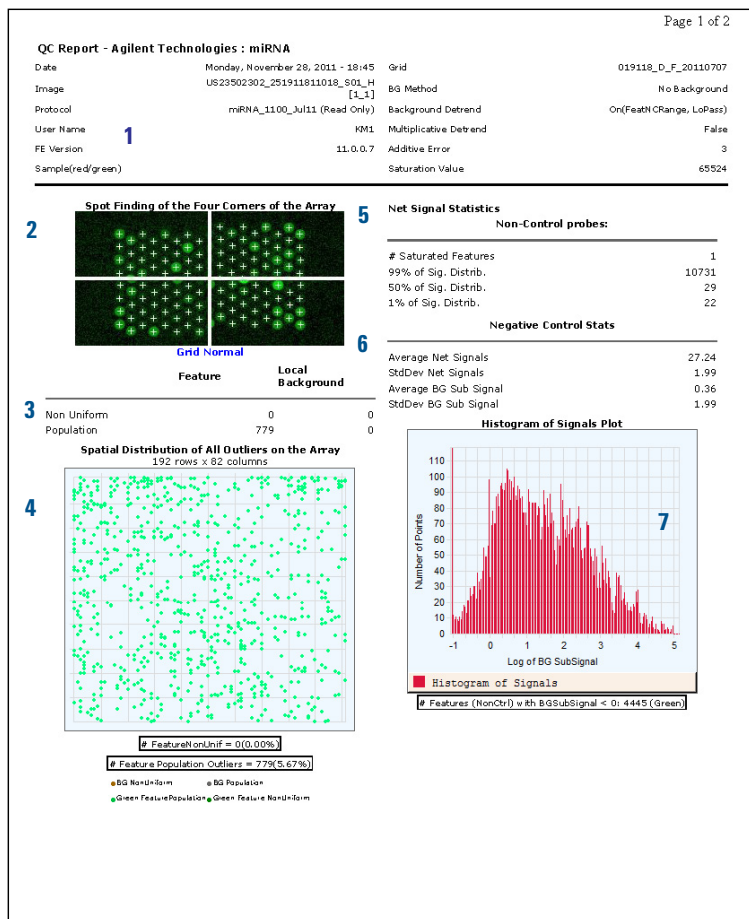 Page 1 of 2
QC Report - Agilent Technologies : miRNA
Date Monday, November 28, 2011 - 18:45 Grid 019118_D_F_20110707
Image US23502302_251911811018_S01_H [1_1] BG Method No Background
Protocol miRNA_1100_Jul11 (Read Only) Background Detrend On(FeatNCRange, LoPass)
User Name KM1 Multiplicative Detrend False
1
FE Version 11.0.0.7 Additive Error 3
Sample(red/green) Saturation Value 65524
2
Spot Finding of the Four Corners of the Array
Grid Normal
Feature Local Background
3
Non Uniform 0 0
Population 779 0
4
Spatial Distribution of All Outliers on the Array
192 rows x 82 columns
# FeatureNonUnif = 0(0.00%)
# Feature Population Outliers = 779(5.67%)
BG NonUniform BG Population
Green FeaturePopulation Green Feature NonUniform
5
Net Signal Statistics
Non-Control probes:
# Saturated Features 1
99% of Sig. Distrib. 10731
50% of Sig. Distrib. 29
1% of Sig. Distrib. 22
6
Negative Control Stats
Average Net Signals 27.24
StdDev Net Signals 1.99
Average BG Sub Signal 0.36
StdDev BG Sub Signal 1.99
Histogram of Signals Plot
7
Number of Points
110
100
90
80
70
60
50
40
30
20
10
0
-1 0 1 2 3 4 5
Log of BG SubSignal
Histogram of Signals
# Features (NonCtrl) with BGSubSignal < 0: 4445 (Green)